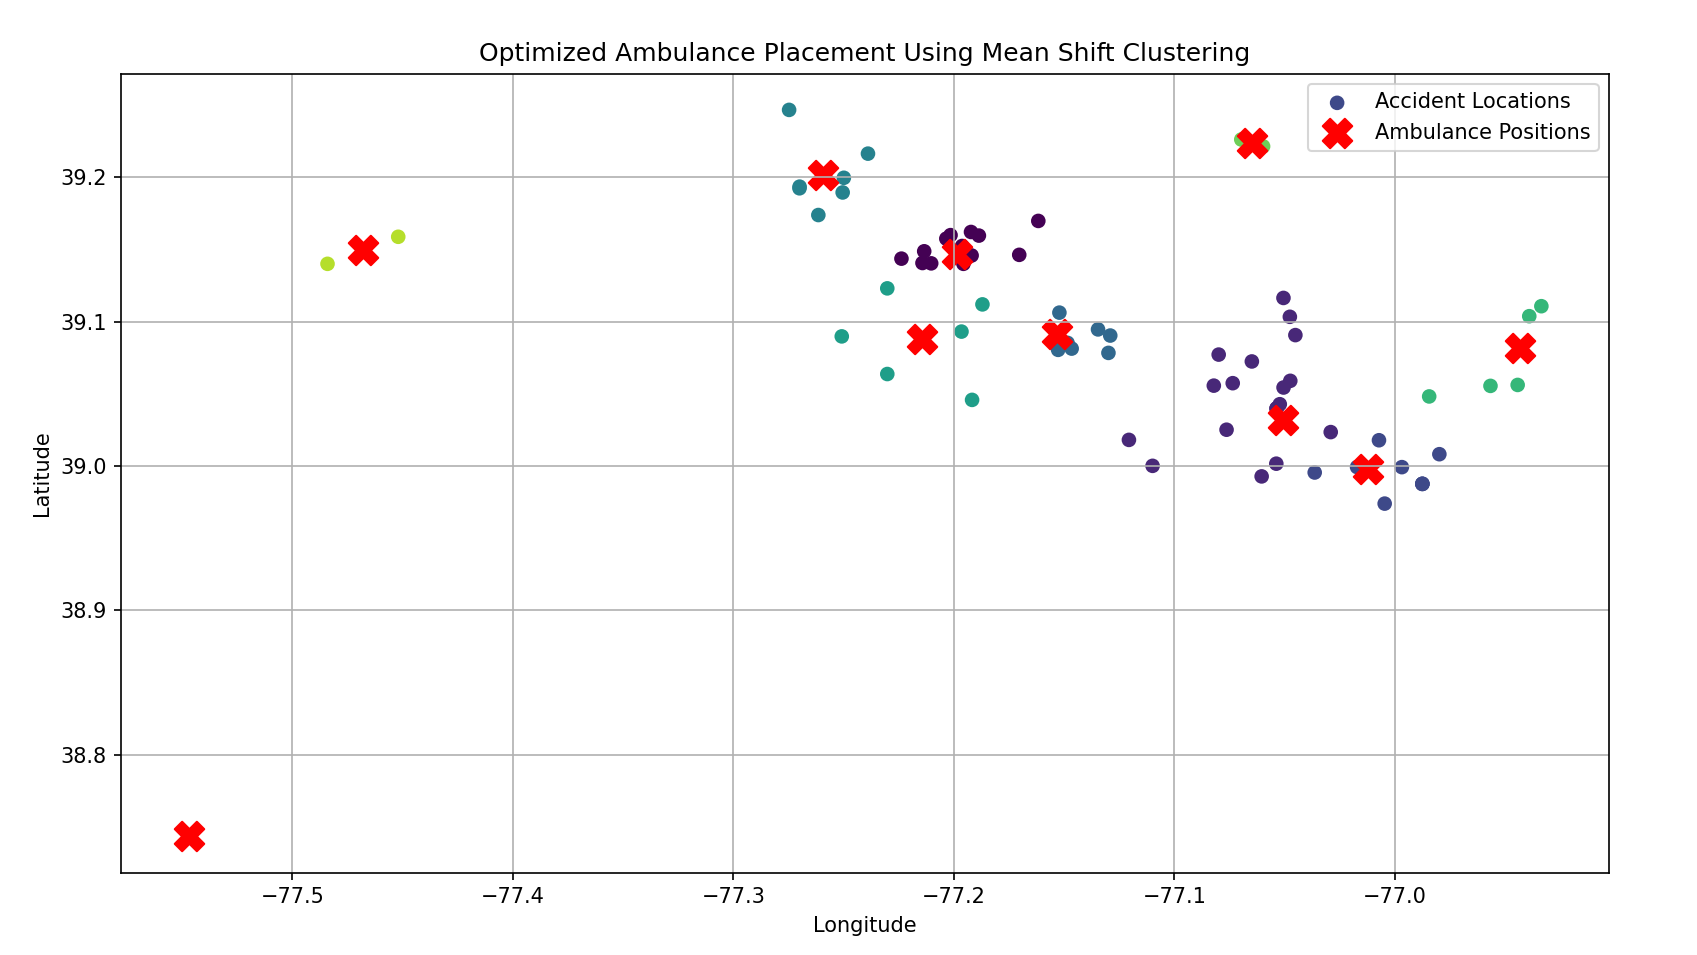 Optimized Ambulance Placement Using Mean Shift Clustering
Accident Locations
Ambulance Positions
39.2
39.1
39.0
38.9
38.8
Latitude
−77.5
−77.4
−77.3
−77.2
−77.1
−77.0
Longitude